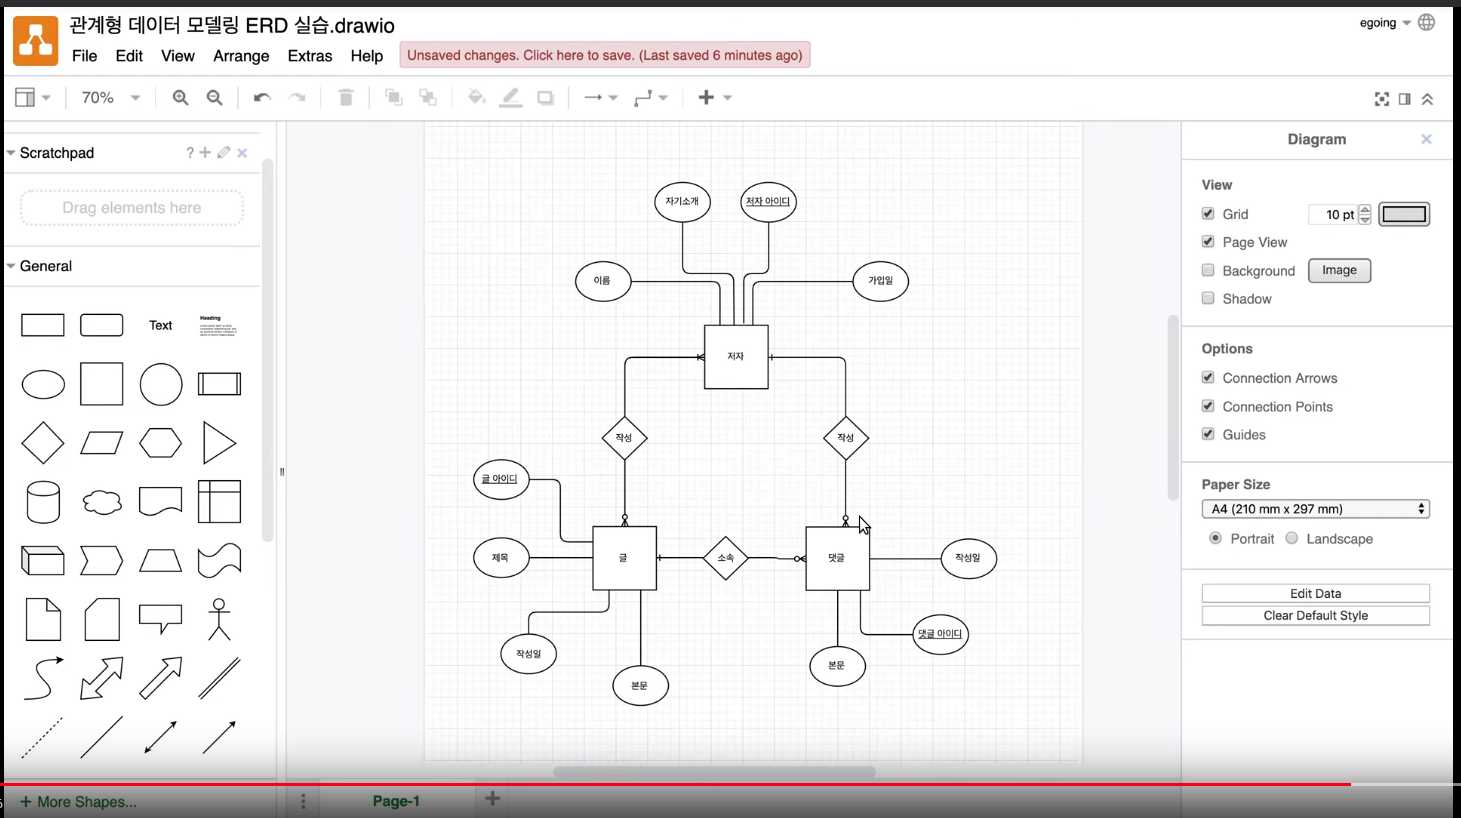 관계형 데이터 모델링 ERD 실습.drawio
egoing
File Edit View Arrange Extras Help Unsaved changes. Click here to save. (Last saved 6 minutes ago)
70%
Scratchpad
?
Drag elements here
General
Text
Heading
자기소개
저자 아이디
이름
가입일
저자
작성
작성
글 아이디
제목
글
소속
댓글
작성일
댓글 아이디
작성일
본문
본문
Diagram
View
Grid 10 pt
Page View
Background Image
Shadow
Options
Connection Arrows
Connection Points
Guides
Paper Size
A4 (210 mm x 297 mm)
Portrait Landscape
Edit Data
Clear Default Style
+ More Shapes...
Page-1